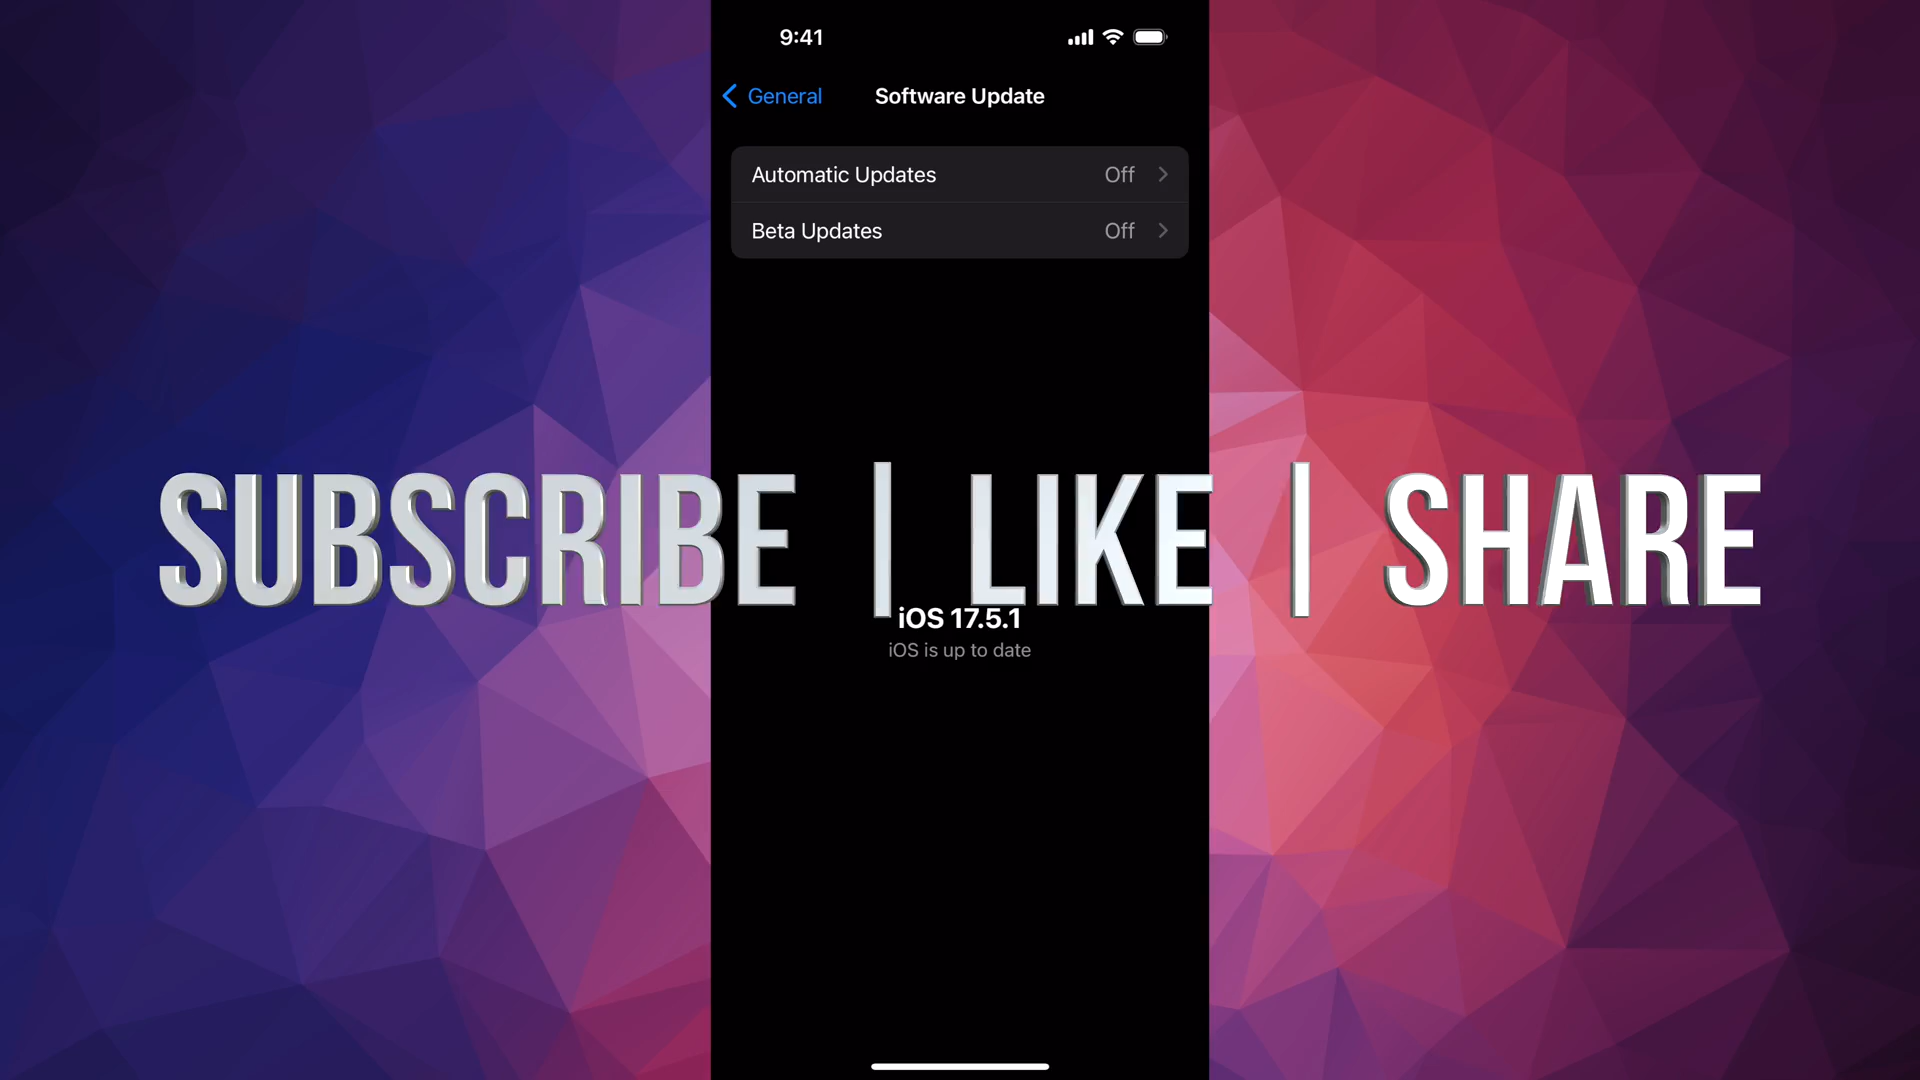 9:41
General
Software Update
Automatic Updates Off
Beta Updates Off
SUBSCRIBE | LIKE | SHARE
iOS 17.5.1
iOS is up to date